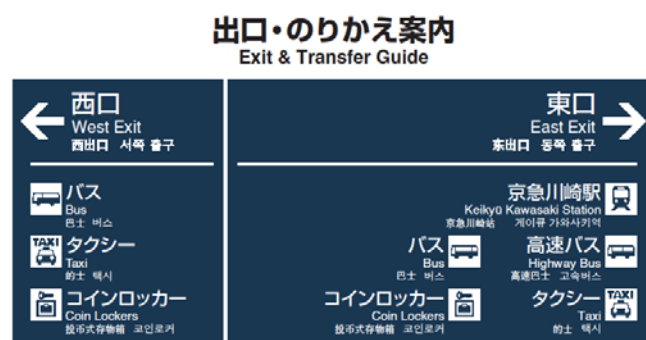 出口・のりかえ案内
Exit & Transfer Guide
西口
West Exit
西出口 서쪽 출구
バス
Bus
巴士 버스
TAXI タクシー
Taxi
的士 택시
コインロッカー
Coin Lockers
投币式存物箱 코인로커
東口
East Exit
东出口 동쪽 출구
京急川崎駅
Keikyū Kawasaki Station
京急川崎站 게이큐 가와사키역
バス
Bus
巴士 버스
高速バス
Highway Bus
高速巴士 고속버스
コインロッカー
Coin Lockers
投币式存物箱 코인로커
タクシー TAXI
Taxi
的士 택시